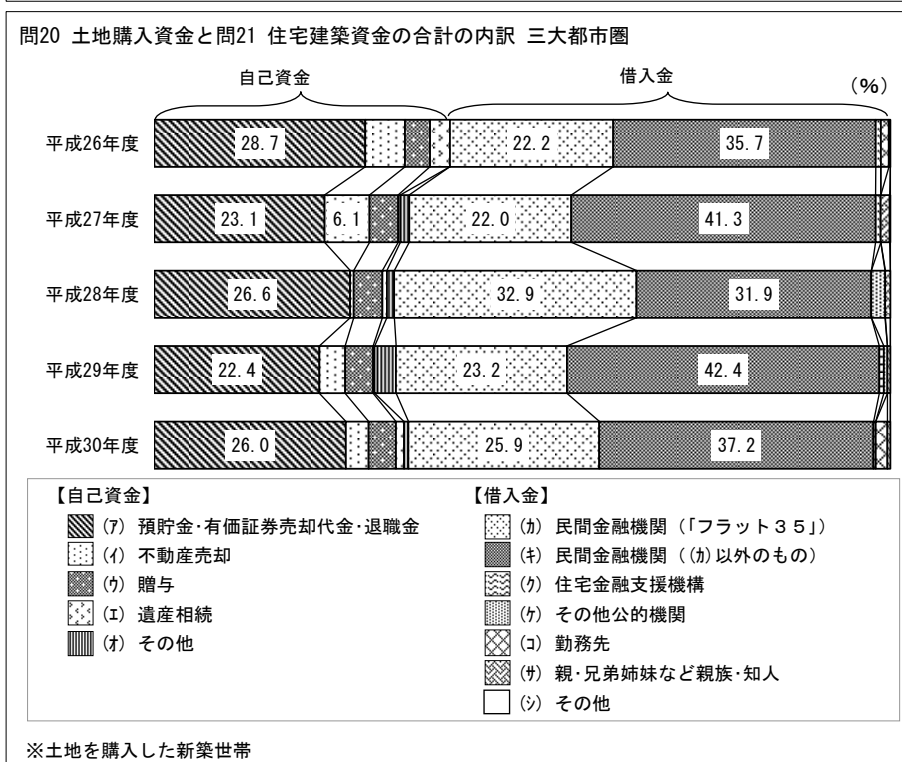 問20 土地購入資金と問21 住宅建築資金の合計の内訳 三大都市圏
自己資金
借入金
(%)
平成26年度
28.7
22.2
35.7
平成27年度
23.1
6.1
22.0
41.3
平成28年度
26.6
32.9
31.9
平成29年度
22.4
23.2
42.4
平成30年度
26.0
25.9
37.2
【自己資金】
(ア) 預貯金・有価証券売却代金・退職金
(イ) 不動産売却
(ウ) 贈与
(エ) 遺産相続
(オ) その他
【借入金】
(カ) 民間金融機関(「フラット35」)
(キ) 民間金融機関((カ)以外のもの)
(ク) 住宅金融支援機構
(ケ) その他公的機関
(コ) 勤務先
(サ) 親・兄弟姉妹など親族・知人
(シ) その他
※土地を購入した新築世帯